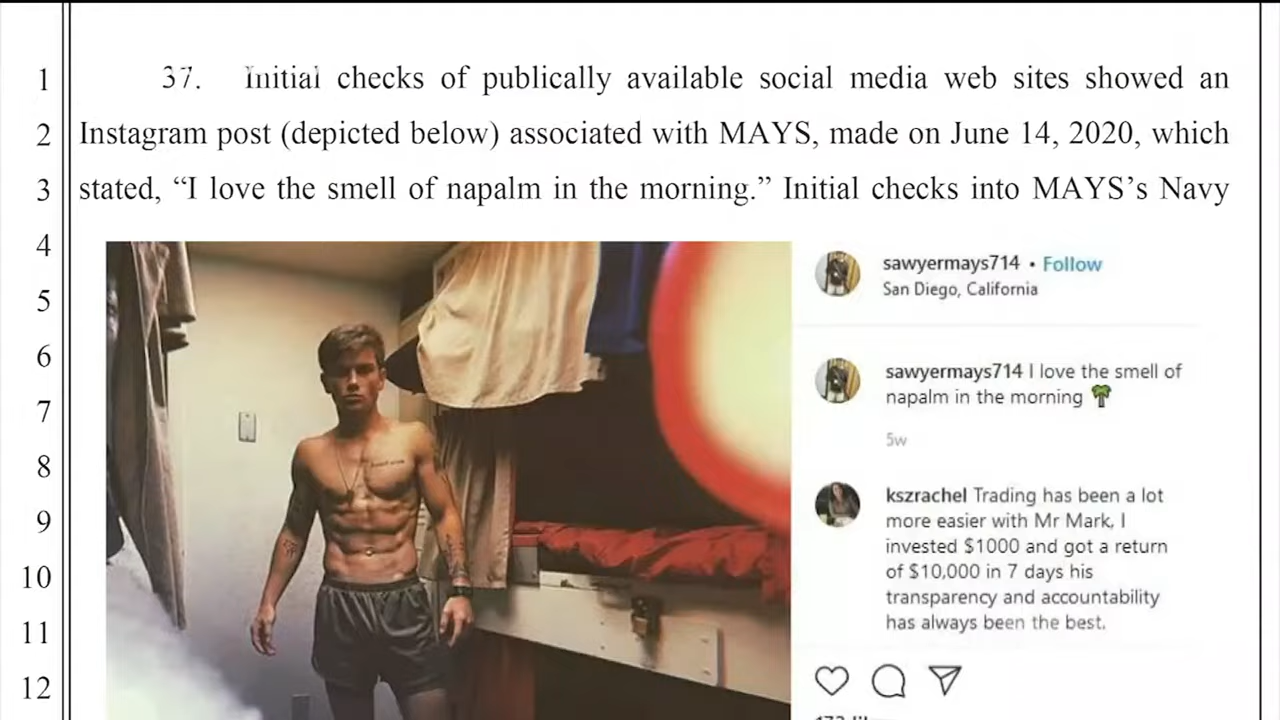 1 37. Initial checks of publically available social media web sites showed an
2 Instagram post (depicted below) associated with MAYS, made on June 14, 2020, which
3 stated, “I love the smell of napalm in the morning.” Initial checks into MAYS’s Navy
4
sawyermays714 • Follow
5 San Diego, California
6
sawyermays714 I love the smell of
7 napalm in the morning 🌴
5w
8
kszrachel Trading has been a lot
9 more easier with Mr Mark, I
invested $1000 and got a return
10 of $10,000 in 7 days his
transparency and accountability
11 has always been the best.
12